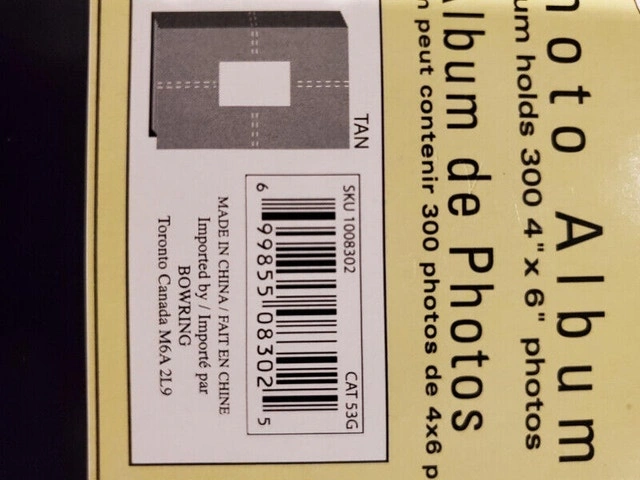 oto Album
um holds 300 4" x 6" photos
lbum de Photos
peut contenir 300 photos de 4x6 p
TAN
SKU 1008302
CAT 53G
6 99855 08302 5
MADE IN CHINA / FAIT EN CHINE
Imported by / Importé par
BOWRING
Toronto Canada M6A 2L9